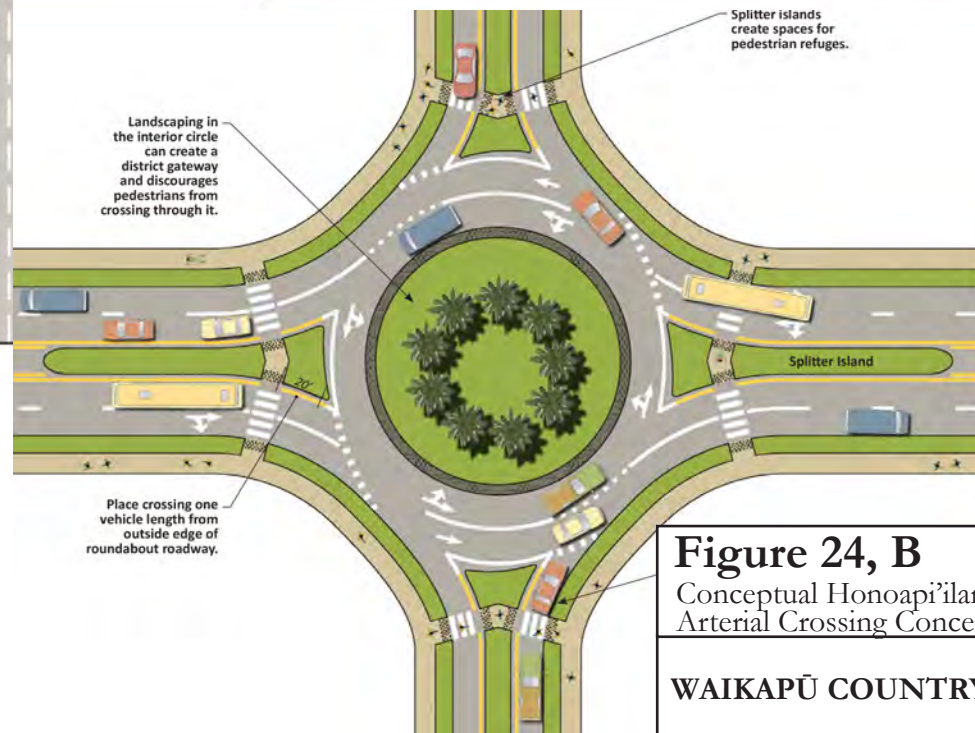 Splitter islands
create spaces for
pedestrian refuges.
Landscaping in
the interior circle
can create a
district gateway
and discourages
pedestrians from
crossing through it.
Splitter Island
20'
Place crossing one
vehicle length from
outside edge of
roundabout roadway.
Figure 24, B
Conceptual Honoapi'ilan
Arterial Crossing Conce
WAIKAPŪ COUNTRY